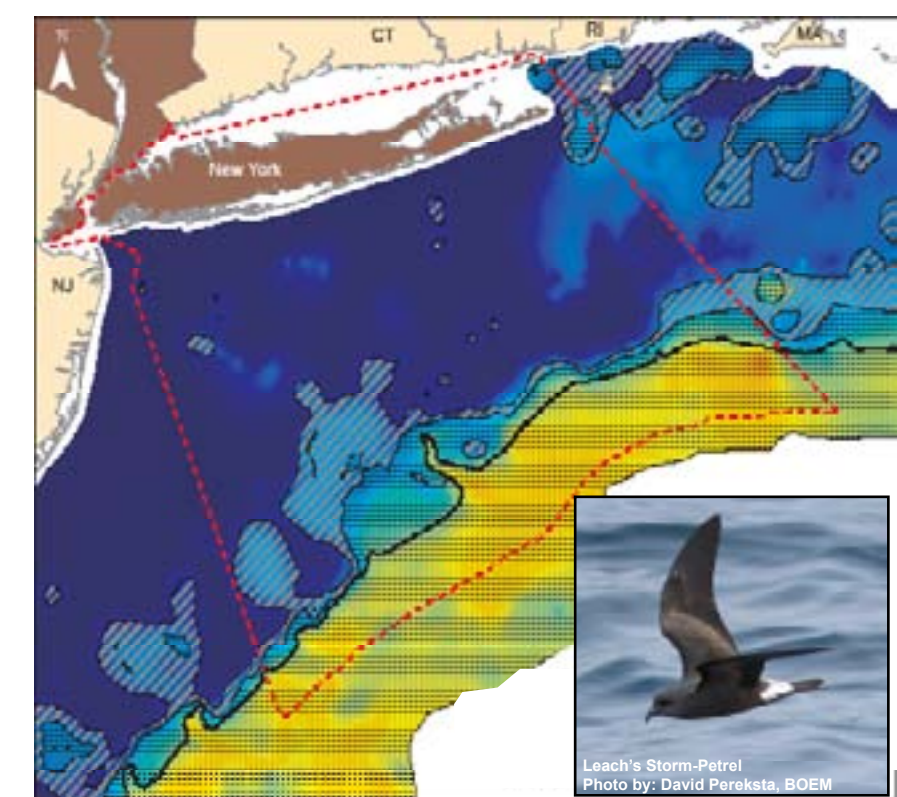 N
CT
RI
MA
New York
NJ
Leach's Storm-Petrel
Photo by: David Pereksta, BOEM